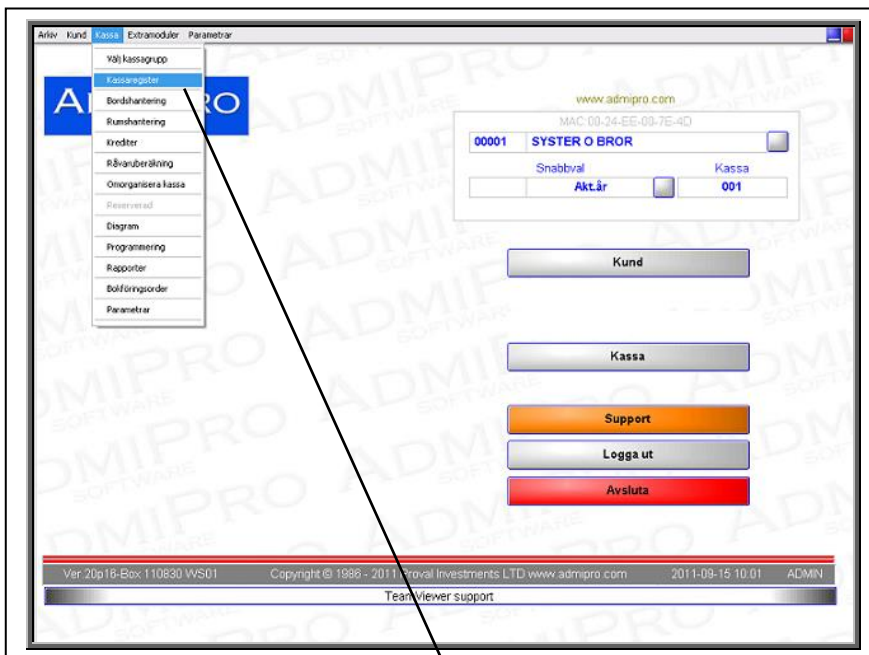 Arkiv Kund Kassa Extramoduler Parametrar
Välj kassagrupp
Kassaregister
Bordshantering
Rumshantering
Krediter
Råvaruberäkning
Omorganisera kassa
Reserverad
Diagram
Programmering
Rapporter
Bokföringsorder
Parametrar
www.admipro.com
MAC:00-24-EE-00-7E-4D
00001 SYSTER O BROR
Snabbval Kassa
Akt.år 001
Kund
Kassa
Support
Logga ut
Avsluta
Ver.20p16-Box 110830 WS01 Copyright © 1986 - 2011 Proval Investments LTD www.admipro.com 2011-09-15 10:01 ADMIN
TeamViewer support
ADMIPRO
SOFTWARE